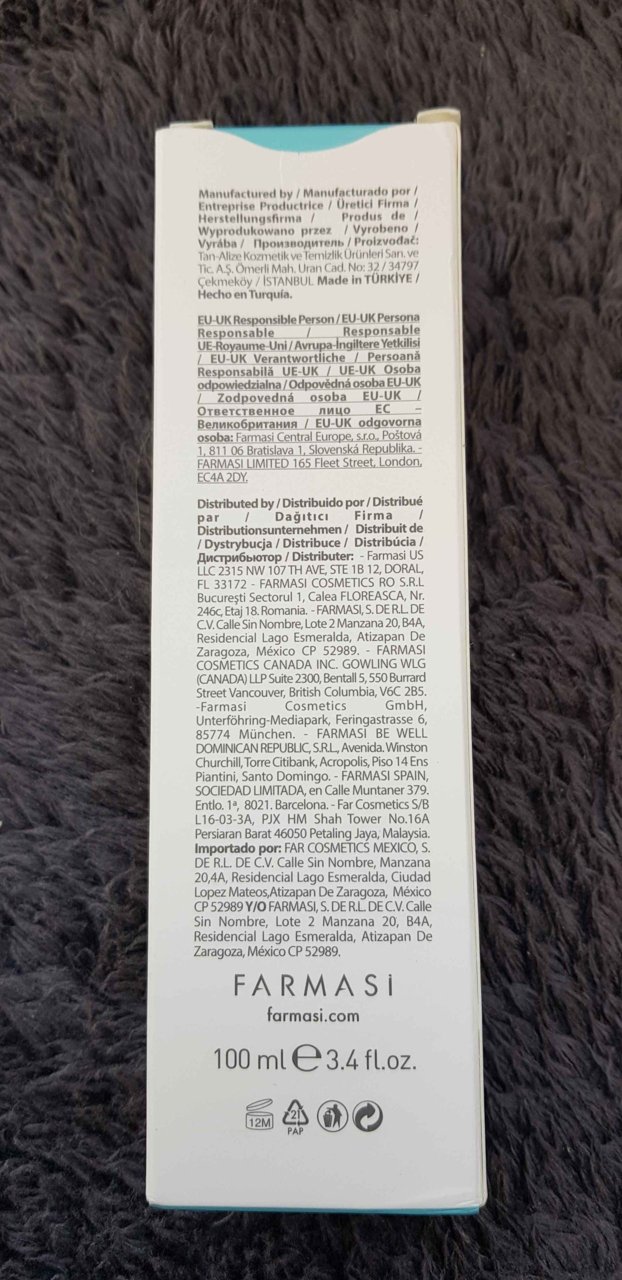 Manufactured by / Manufacturado por /
Entreprise Productrice / Üretici Firma /
Herstellungsfirma / Produs de /
Wyprodukowano przez / Vyrobeno /
Vyrába / Производитель / Proizvođač:
Tan-Alize Kozmetik ve Temizlik Ürünleri San. ve
Tic. A.Ş. Ömerli Mah. Uran Cad. No: 32 / 34797
Çekmeköy / İSTANBUL Made in TÜRKİYE /
Hecho en Turquía.
EU-UK Responsible Person / EU-UK Persona
Responsable / Responsable
UE-Royaume-Uni / Avrupa-İngiltere Yetkilisi
/ EU-UK Verantwortliche / Persoană
Responsabilă UE-UK / UE-UK Osoba
odpowiedzialna / Odpovědná osoba EU-UK
/ Zodpovedná osoba EU-UK /
Ответственное лицо ЕС –
Великобритания / EU-UK odgovorna
osoba: Farmasi Central Europe, s.r.o., Poštová
1, 811 06 Bratislava 1, Slovenská Republika. -
FARMASI LIMITED 165 Fleet Street, London,
EC4A 2DY.
Distributed by / Distribuido por / Distribué
par / Dağıtıcı Firma /
Distributionsunternehmen / Distribuit de
/ Dystrybucja / Distribuce / Distribúcia /
Дистрибьютор / Distributer: - Farmasi US
LLC 2315 NW 107 TH AVE, STE 1B 12, DORAL,
FL 33172 - FARMASI COSMETICS RO S.R.L
Bucureşti Sectorul 1, Calea FLOREASCA, Nr.
246c, Etaj 18. Romania. - FARMASI, S. DE R.L. DE
C.V. Calle Sin Nombre, Lote 2 Manzana 20, B4A,
Residencial Lago Esmeralda, Atizapan De
Zaragoza, México CP 52989. - FARMASI
COSMETICS CANADA INC. GOWLING WLG
(CANADA) LLP Suite 2300, Bentall 5, 550 Burrard
Street Vancouver, British Columbia, V6C 2B5.
-Farmasi Cosmetics GmbH,
Unterföhring-Mediapark, Feringastrasse 6,
85774 München. - FARMASI BE WELL
DOMINICAN REPUBLIC, S.R.L., Avenida. Winston
Churchill, Torre Citibank, Acropolis, Piso 14 Ens
Piantini, Santo Domingo. - FARMASI SPAIN,
SOCIEDAD LIMITADA, en Calle Muntaner 379.
Entlo. 1ª, 8021. Barcelona. - Far Cosmetics S/B
L16-03-3A, PJX HM Shah Tower No.16A
Persiaran Barat 46050 Petaling Jaya, Malaysia.
Importado por: FAR COSMETICS MEXICO, S.
DE R.L. DE C.V. Calle Sin Nombre, Manzana
20,4A, Residencial Lago Esmeralda, Ciudad
Lopez Mateos,Atizapan De Zaragoza, México
CP 52989 Y/O FARMASI, S. DE R.L. DE C.V. Calle
Sin Nombre, Lote 2 Manzana 20, B4A,
Residencial Lago Esmeralda, Atizapan De
Zaragoza, México CP 52989.
FARMASi
farmasi.com
100 ml ℮ 3.4 fl.oz.
12M
21
PAP